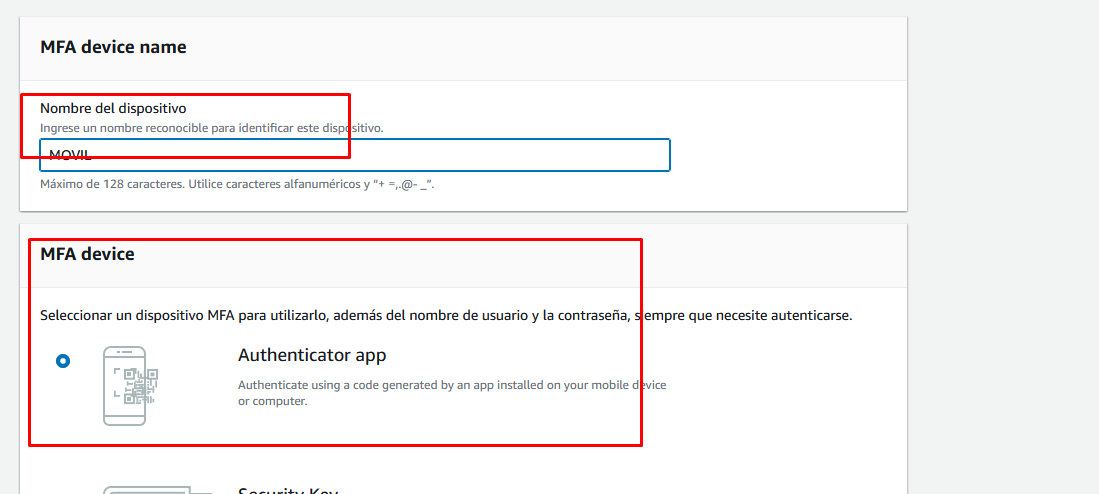 MFA device name
Nombre del dispositivo
Ingrese un nombre reconocible para identificar este dispositivo.
MOVIL
Máximo de 128 caracteres. Utilice caracteres alfanuméricos y "+ =,.@- _".
MFA device
Seleccionar un dispositivo MFA para utilizarlo, además del nombre de usuario y la contraseña, siempre que necesite autenticarse.
Authenticator app
Authenticate using a code generated by an app installed on your mobile device
or computer.
Security Key